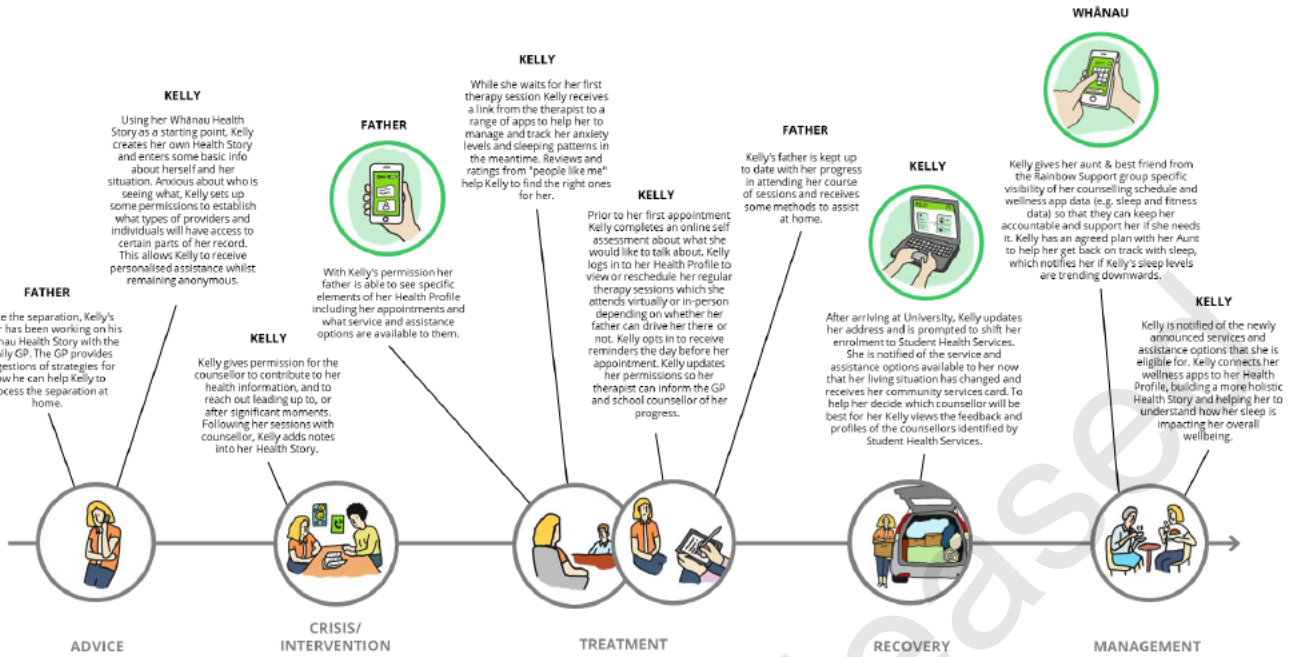 WHĀNAU
KELLY
While she waits for her first
therapy session Kelly receives
a link from the therapist to a
range of apps to help her to
manage and track her anxiety
levels and sleeping patterns in
the meantime. Reviews and
ratings from "people like me"
help Kelly to find the right ones
for her.
KELLY
Using her Whānau Health
Story as a starting point, Kelly
creates her own Health Story
and enters some basic info
about herself and her
situation. Anxious about who is
seeing what, Kelly sets up
some permissions to establish
what types of providers and
individuals will have access to
certain parts of her record.
This allows Kelly to receive
personalised assistance whilst
remaining anonymous.
FATHER
With Kelly's permission her
father is able to see specific
elements of her Health Profile
including her appointments and
what service and assistance
options are available to them.
FATHER
Kelly's father is kept up
to date with her progress
in attending her course
of sessions and receives
some methods to assist
at home.
KELLY
After arriving at University, Kelly updates
her address and is prompted to shift her
enrolment to Student Health Services.
She is notified of the service and
assistance options available to her now
that her living situation has changed and
receives her community services card. To
help her decide which counsellor will be
best for her Kelly views the feedback and
profiles of the counsellors identified by
Student Health Services.
Kelly gives her aunt & best friend from
the Rainbow Support group specific
visibility of her counselling schedule and
wellness app data (e.g. sleep and fitness
data) so that they can keep her
accountable and support her if she needs
it. Kelly has an agreed plan with her Aunt
to help her get back on track with sleep,
which notifies her if Kelly's sleep levels
are trending downwards.
KELLY
Prior to her first appointment
Kelly completes an online self
assessment about what she
would like to talk about. Kelly
logs in to her Health Profile to
view or reschedule her regular
therapy sessions which she
attends virtually or in-person
depending on whether her
father can drive her there or
not. Kelly opts in to receive
reminders the day before her
appointment. Kelly updates
her permissions so her
therapist can inform the GP
and school counsellor of her
progress.
FATHER
the separation, Kelly's
has been working on his
Health Story with the
GP. The GP provides
of strategies for
he can help Kelly to
the separation at
home.
KELLY
Kelly gives permission for the
counsellor to contribute to her
health information, and to
reach out leading up to, or
after significant moments.
Following her sessions with
counsellor, Kelly adds notes
into her Health Story.
KELLY
Kelly is notified of the newly
announced services and
assistance options that she is
eligible for. Kelly connects her
wellness apps to her Health
Profile, building a more holistic
Health Story and helping her to
understand how her sleep is
impacting her overall
wellbeing.
ADVICE
CRISIS/
INTERVENTION
TREATMENT
RECOVERY
MANAGEMENT